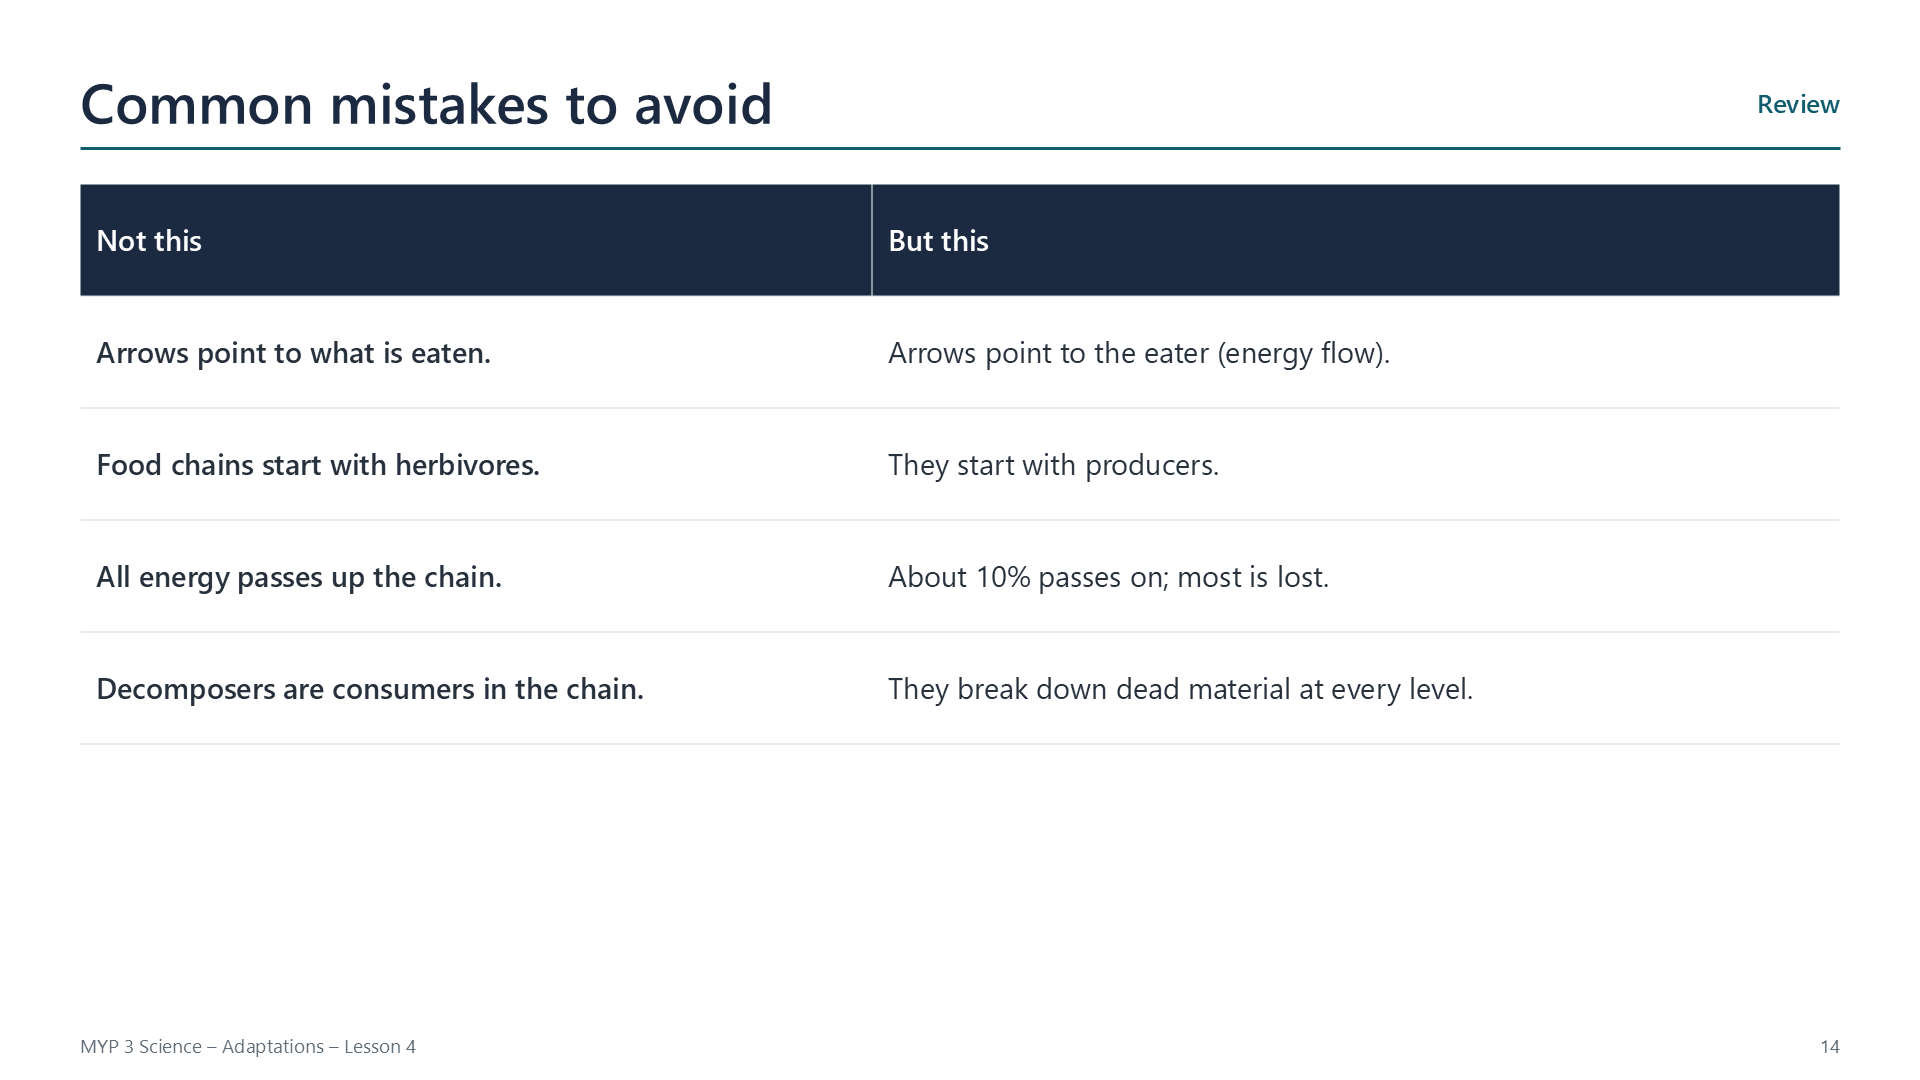 Common mistakes to avoid
Review
Not this
But this
Arrows point to what is eaten.
Arrows point to the eater (energy flow).
Food chains start with herbivores.
They start with producers.
All energy passes up the chain.
About 10% passes on; most is lost.
Decomposers are consumers in the chain.
They break down dead material at every level.
MYP 3 Science – Adaptations – Lesson 4
14